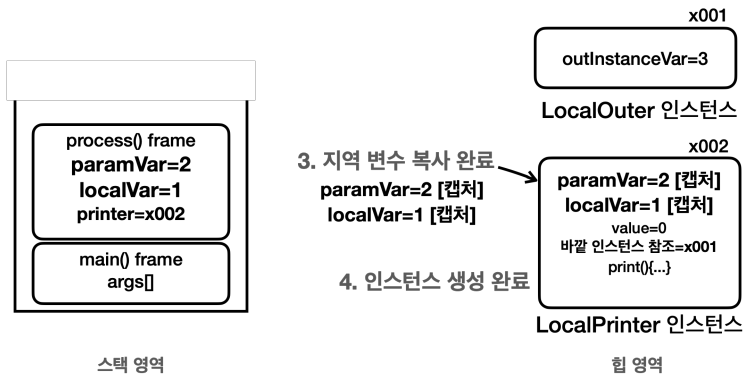 process() frame
paramVar=2
localVar=1
printer=x002
main() frame
args[]
스택 영역
3. 지역 변수 복사 완료
paramVar=2 [캡처]
localVar=1 [캡처]
4. 인스턴스 생성 완료
x001
outInstanceVar=3
LocalOuter 인스턴스
x002
paramVar=2 [캡처]
localVar=1 [캡처]
value=0
바깥 인스턴스 참조=x001
print(){...}
LocalPrinter 인스턴스
힙 영역